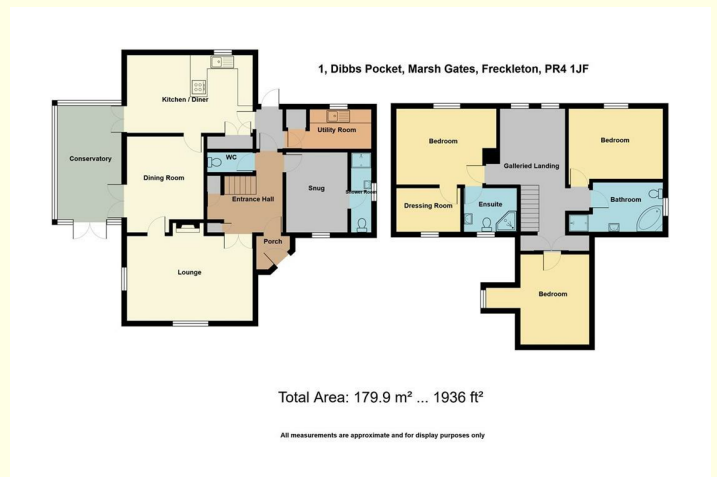 1, Dibbs Pocket, Marsh Gates, Freckleton, PR4 1JF
Kitchen / Diner
Utility Room
Conservatory
WC
Dining Room
Snug
Shower Room
Entrance Hall
Porch
Lounge
Bedroom
Galleried Landing
Bedroom
Dressing Room
Ensuite
Bathroom
Bedroom
Total Area: 179.9 m² ... 1936 ft²
All measurements are approximate and for display purposes only